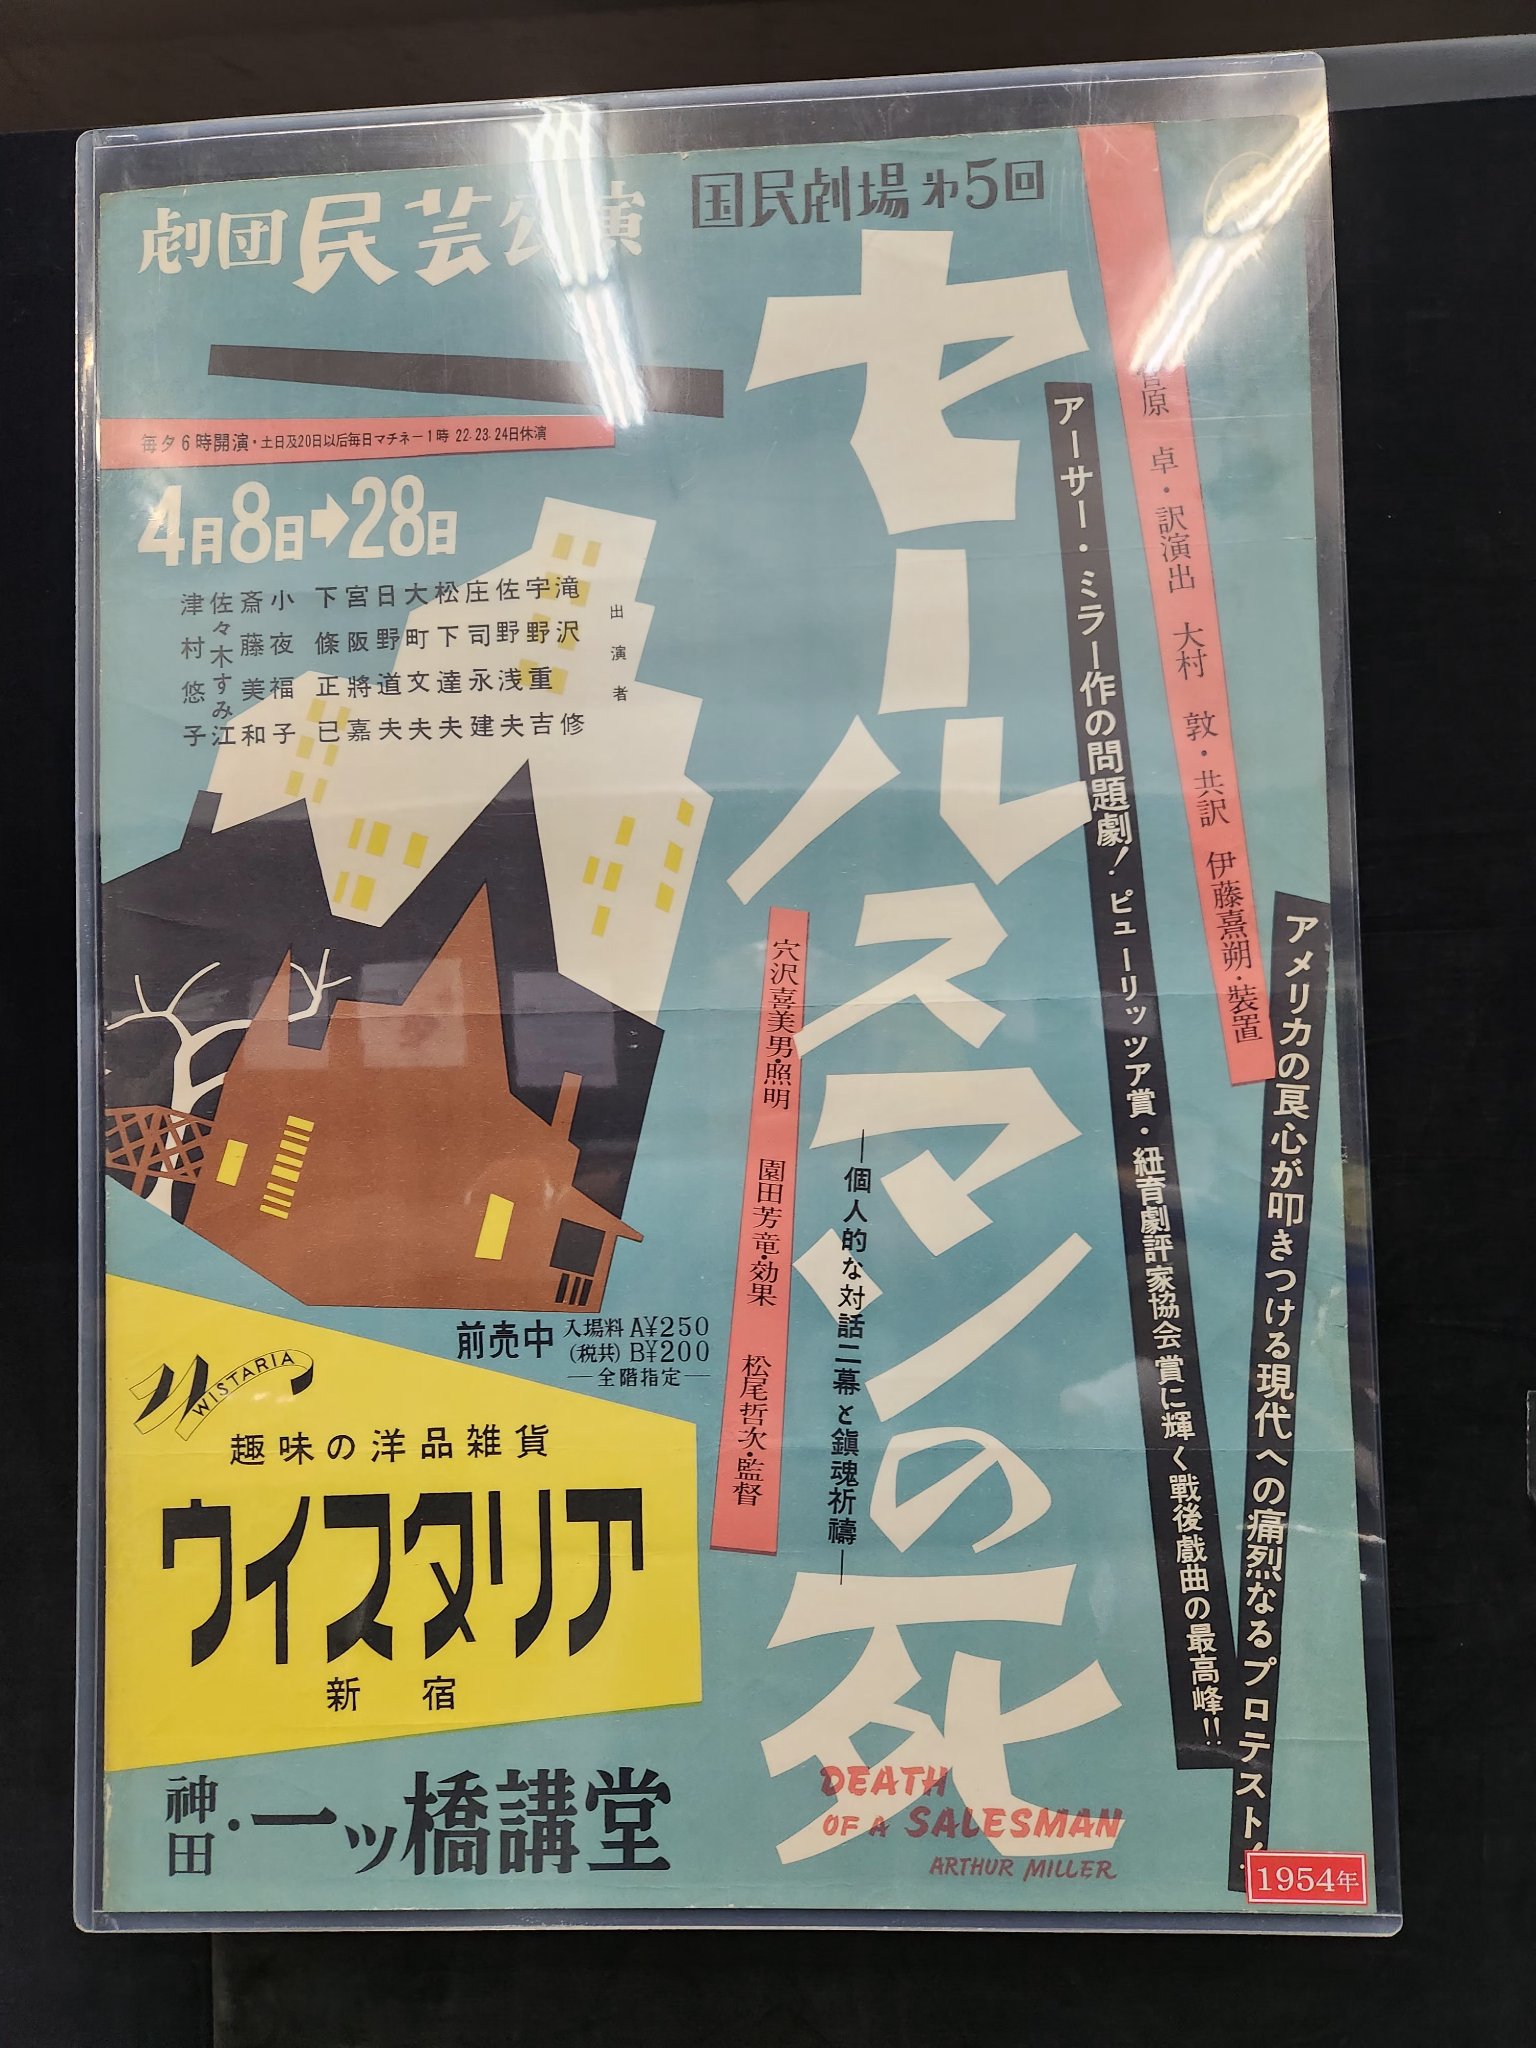 劇団民芸公演
国民劇場 第5回
セールスマンの死
原 卓・訳演出 大村 敦・共訳 伊藤熹朔・装置
アーサー・ミラー作の問題劇! ピューリッツア賞・紐育劇評家協会賞に輝く戰後戲曲の最高峰!!
アメリカの良心が叩きつける現代への痛烈なるプロテスト!
毎夕6時開演・土日及20日以后毎日マチネー1時 22.23.24日休演
4月8日➡28日
出演者
滝沢 修
宇野重吉
佐野浅夫
庄司永建
松下達夫
大町文夫
日野道夫
宮阪將嘉
下條正巳
小夜福子
斎藤美和
佐々木すみ江
津村悠子
穴沢喜美男・照明 園田芳竜・効果 松尾哲次・監督
―個人的な対話二幕と鎭魂祈禱―
前売中
入場料 A¥250
(税共) B¥200
―全階指定―
WISTARIA
趣味の洋品雑貨
ウイスタリア
新宿
神田・一ッ橋講堂
DEATH
OF A SALESMAN
ARTHUR MILLER
1954年